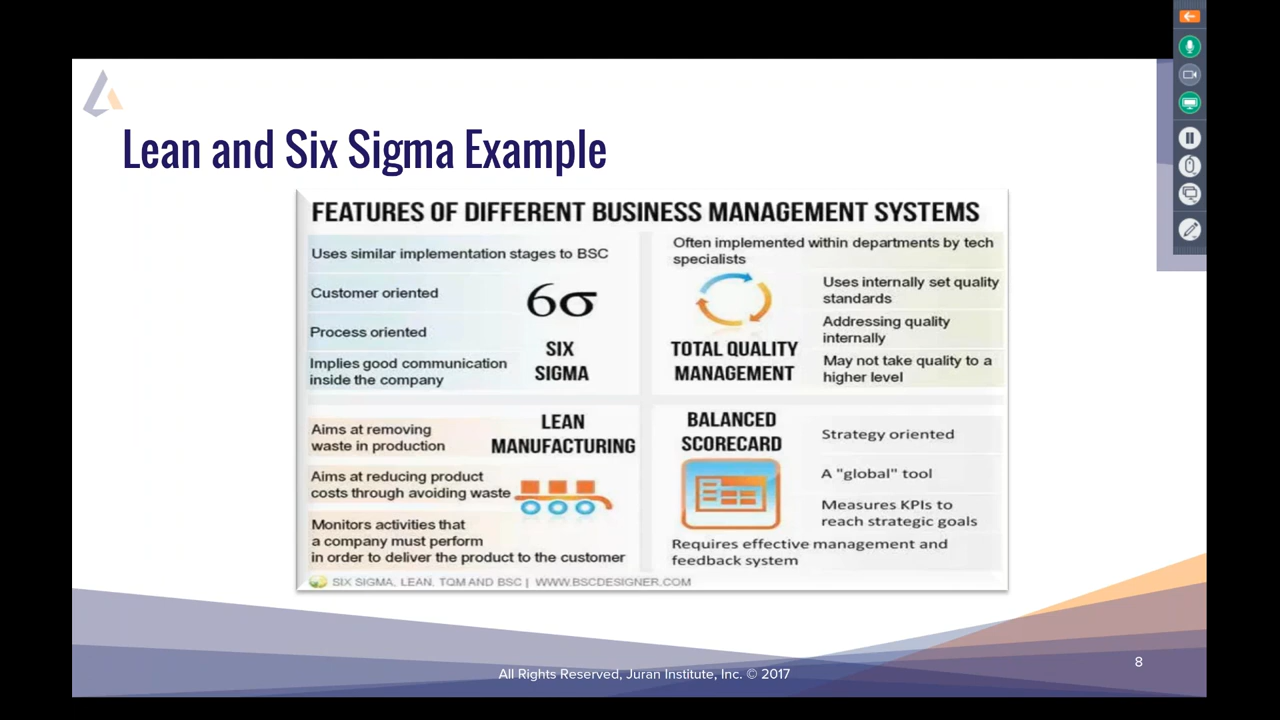 Lean and Six Sigma Example
FEATURES OF DIFFERENT BUSINESS MANAGEMENT SYSTEMS
Uses similar implementation stages to BSC
Customer oriented
Process oriented
Implies good communication
inside the company
6σ
SIX
SIGMA
Often implemented within departments by tech
specialists
Uses internally set quality
standards
Addressing quality
internally
May not take quality to a
higher level
TOTAL QUALITY
MANAGEMENT
Aims at removing
waste in production
Aims at reducing product
costs through avoiding waste
Monitors activities that
a company must perform
in order to deliver the product to the customer
LEAN
MANUFACTURING
BALANCED
SCORECARD
Strategy oriented
A "global" tool
Measures KPIs to
reach strategic goals
Requires effective management and
feedback system
SIX SIGMA, LEAN, TQM AND BSC | WWW.BSCDESIGNER.COM
8
All Rights Reserved, Juran Institute, Inc. © 2017